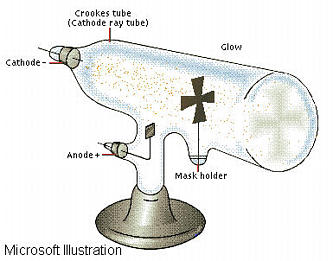 Crookes tube
(Cathode ray tube)
Glow
Cathode-
Anode+
Mask holder
Microsoft Illustration